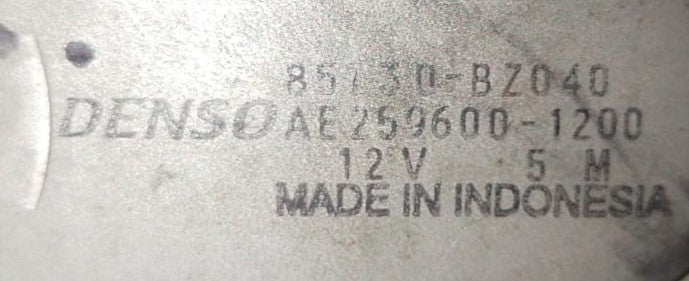 85130-BZ040
DENSO AE259600-1200
12V 5 M
MADE IN INDONESIA